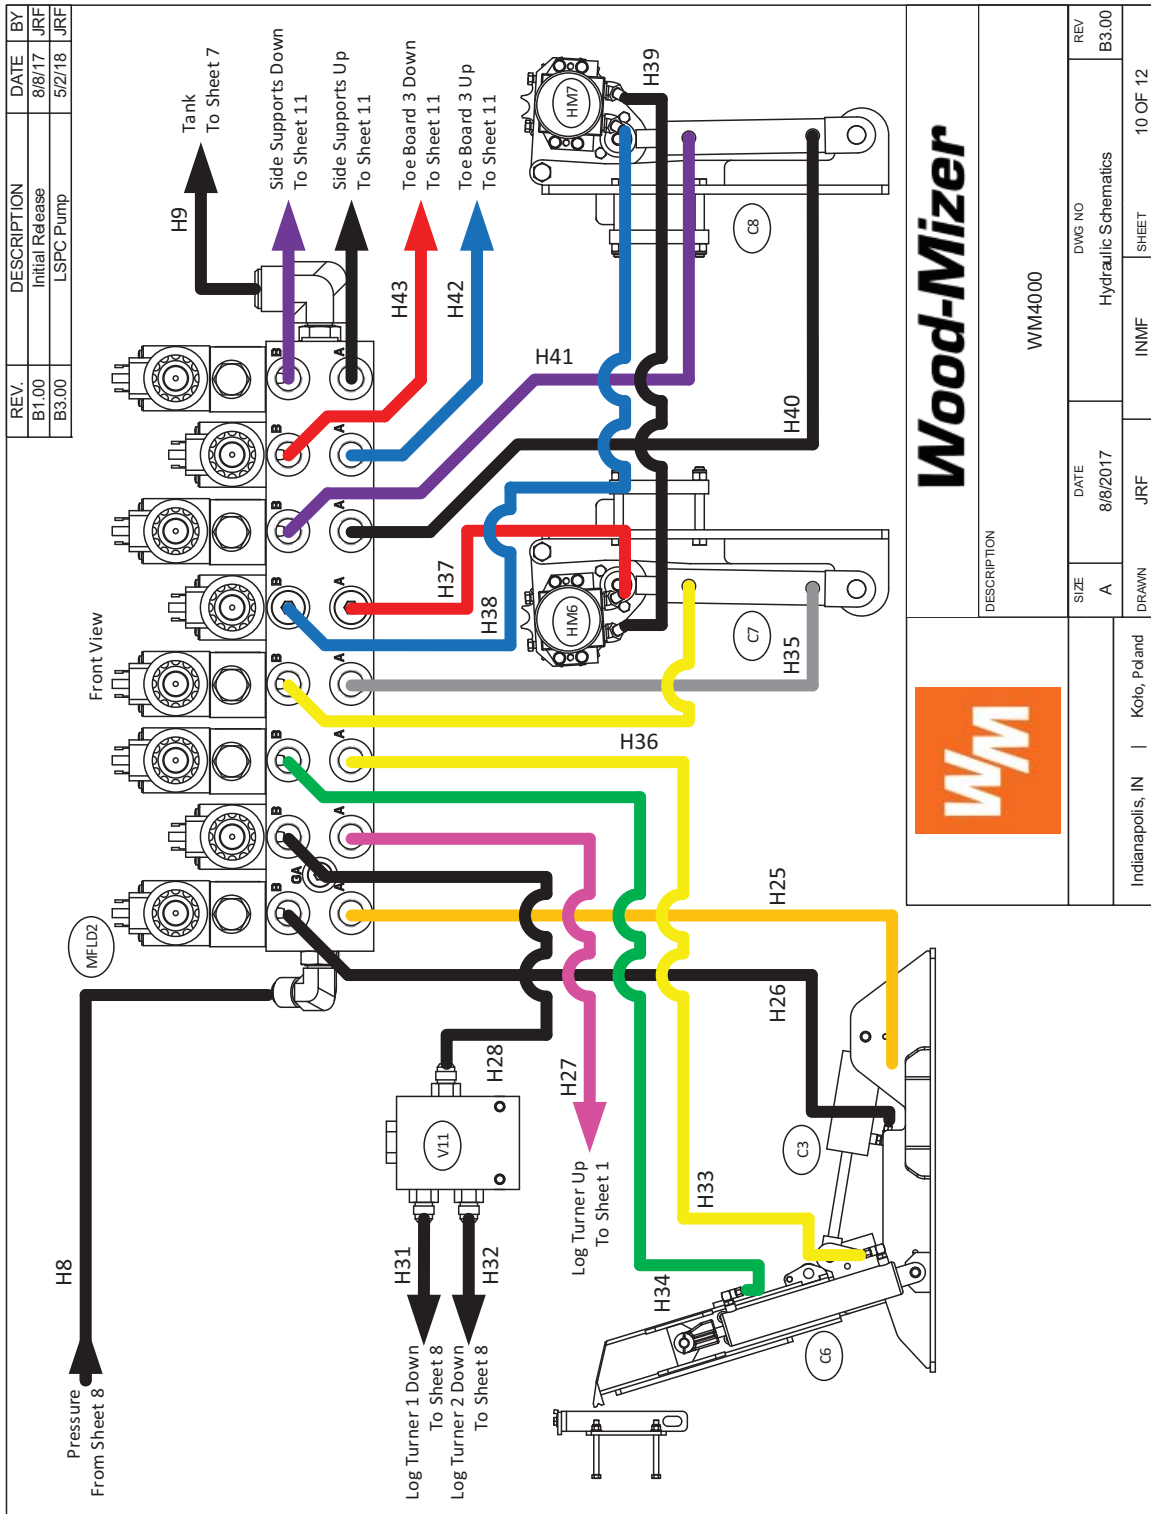 REV. DESCRIPTION DATE BY
B1.00 Initial Release 8/8/17 JRF
B3.00 LSPC Pump 5/2/18 JRF
Front View
MFLD2
Pressure
From Sheet 8
H8
Tank
To Sheet 7
H9
Side Supports Down
To Sheet 11
Side Supports Up
To Sheet 11
Toe Board 3 Down
To Sheet 11
Toe Board 3 Up
To Sheet 11
H43
H42
B
B
B
B
B
B
B
B
A
A
A
A
A
A
A
A
GA
H41
H40
H39
H38
H37
H36
H35
HM7
HM6
C8
C7
H28
V11
H31
H32
Log Turner 1 Down
To Sheet 8
Log Turner 2 Down
To Sheet 8
H27
Log Turner Up
To Sheet 1
H25
H26
H33
H34
C3
C6
WM
Wood-Mizer
DESCRIPTION
WM4000
SIZE
A
DATE
8/8/2017
DWG NO
Hydraulic Schematics
REV
B3.00
Indianapolis, IN | Koło, Poland
DRAWN
JRF
INMF
SHEET
10 OF 12